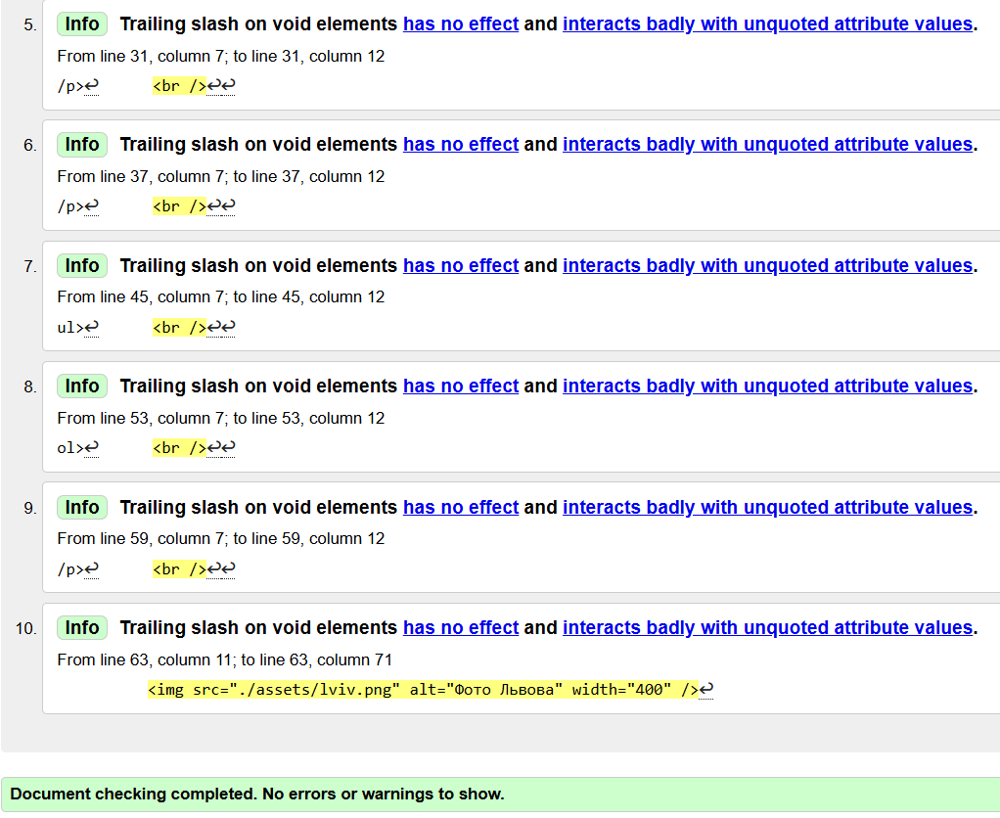 5. Info Trailing slash on void elements has no effect and interacts badly with unquoted attribute values.
From line 31, column 7; to line 31, column 12
/p>↩ <br />↩↩
6. Info Trailing slash on void elements has no effect and interacts badly with unquoted attribute values.
From line 37, column 7; to line 37, column 12
/p>↩ <br />↩↩
7. Info Trailing slash on void elements has no effect and interacts badly with unquoted attribute values.
From line 45, column 7; to line 45, column 12
ul>↩ <br />↩↩
8. Info Trailing slash on void elements has no effect and interacts badly with unquoted attribute values.
From line 53, column 7; to line 53, column 12
ol>↩ <br />↩↩
9. Info Trailing slash on void elements has no effect and interacts badly with unquoted attribute values.
From line 59, column 7; to line 59, column 12
/p>↩ <br />↩↩
10. Info Trailing slash on void elements has no effect and interacts badly with unquoted attribute values.
From line 63, column 11; to line 63, column 71
<img src="./assets/lviv.png" alt="Фото Львова" width="400" />↩
Document checking completed. No errors or warnings to show.